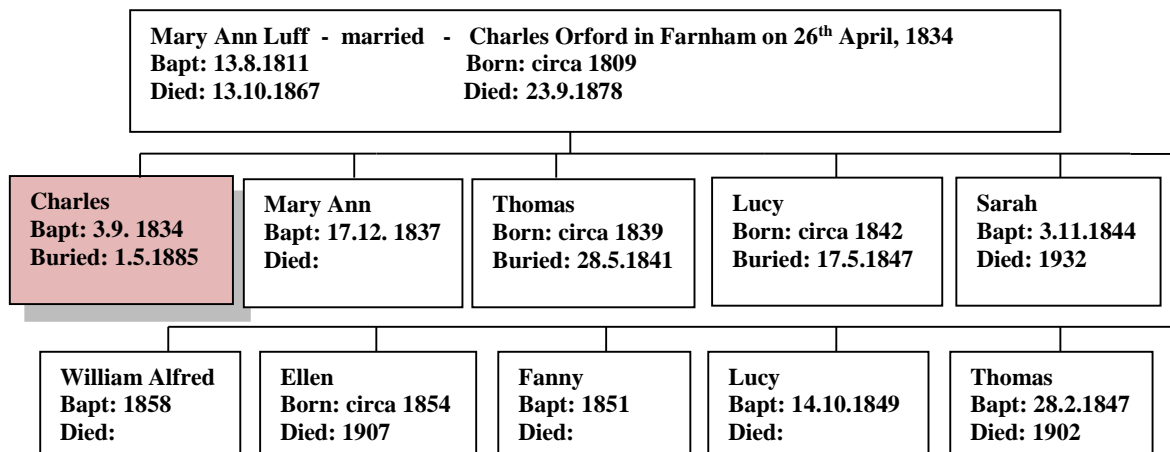 Mary Ann Luff - married - Charles Orford in Farnham on 26th April, 1834
Bapt: 13.8.1811 Born: circa 1809
Died: 13.10.1867 Died: 23.9.1878
Charles
Bapt: 3.9. 1834
Buried: 1.5.1885
Mary Ann
Bapt: 17.12. 1837
Died:
Thomas
Born: circa 1839
Buried: 28.5.1841
Lucy
Born: circa 1842
Buried: 17.5.1847
Sarah
Bapt: 3.11.1844
Died: 1932
William Alfred
Bapt: 1858
Died:
Ellen
Born: circa 1854
Died: 1907
Fanny
Bapt: 1851
Died:
Lucy
Bapt: 14.10.1849
Died:
Thomas
Bapt: 28.2.1847
Died: 1902